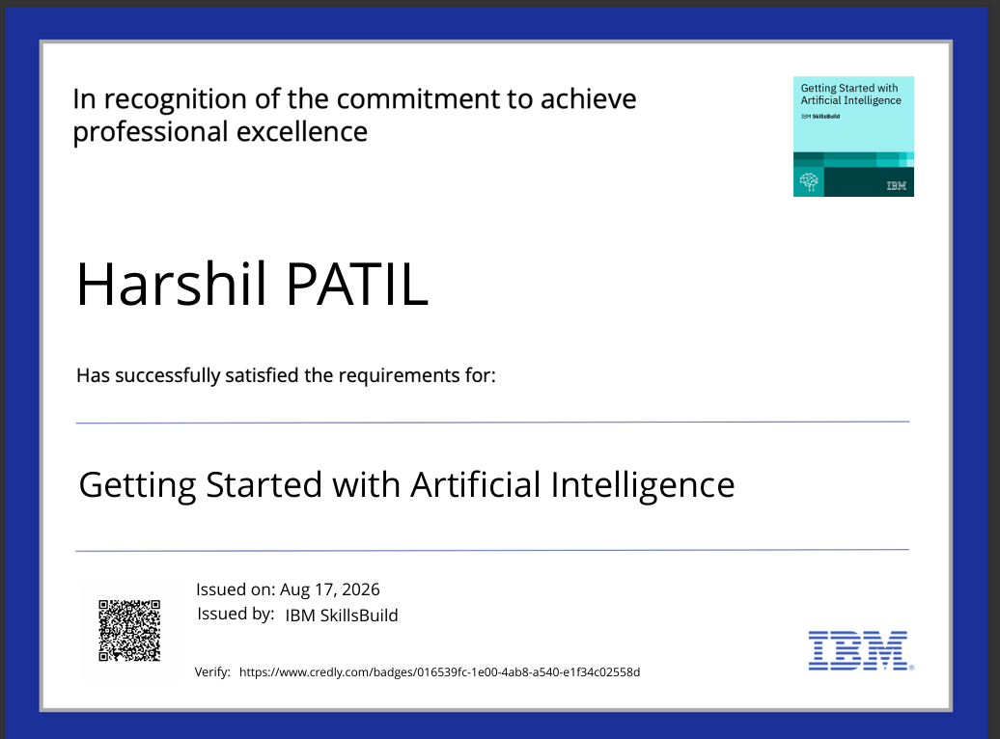 In recognition of the commitment to achieve
professional excellence
Getting Started with
Artificial Intelligence
IBM SkillsBuild
IBM
Harshil PATIL
Has successfully satisfied the requirements for:
Getting Started with Artificial Intelligence
Issued on: Aug 17, 2026
Issued by: IBM SkillsBuild
Verify: https://www.credly.com/badges/016539fc-1e00-4ab8-a540-e1f34c02558d
IBM®